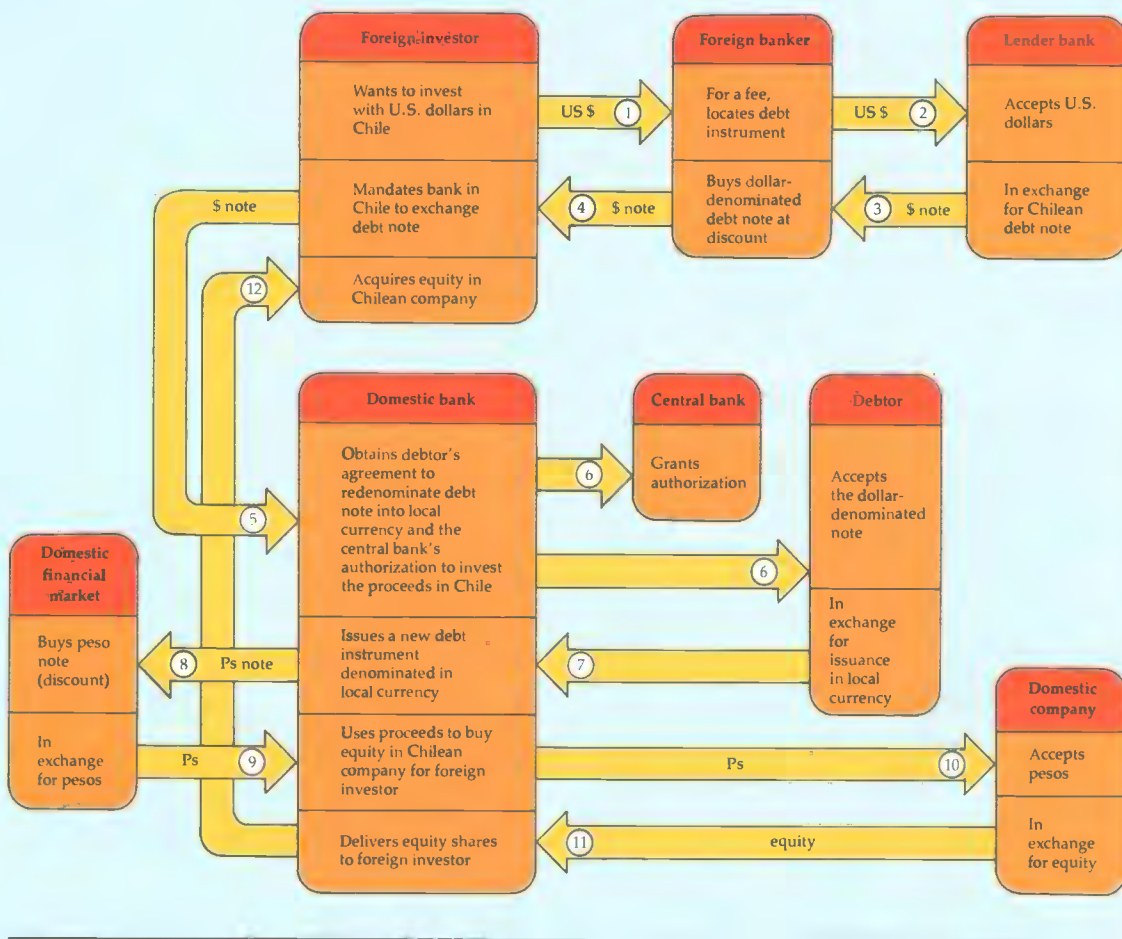 Foreign investor
Wants to invest
with U.S. dollars in
Chile
Mandates bank in
Chile to exchange
debt note
Acquires equity in
Chilean company
US $ 1
Foreign banker
For a fee,
locates debt
instrument
Buys dollar-
denominated
debt note at
discount
US $ 2
Lender bank
Accepts U.S.
dollars
In exchange
for Chilean
debt note
3 $ note
4 $ note
$ note
5
12
Domestic bank
Obtains debtor's
agreement to
redenominate debt
note into local
currency and the
central bank's
authorization to invest
the proceeds in Chile
Issues a new debt
instrument
denominated in
local currency
Uses proceeds to buy
equity in Chilean
company for foreign
investor
Delivers equity shares
to foreign investor
6
Central bank
Grants
authorization
6
Debtor
Accepts
the dollar-
denominated
note
In
exchange
for
issuance
in local
currency
7
8 Ps note
Domestic
financial
market
Buys peso
note
(discount)
In
exchange
for pesos
Ps 9
Ps 10
Domestic
company
Accepts
pesos
In
exchange
for equity
11 equity